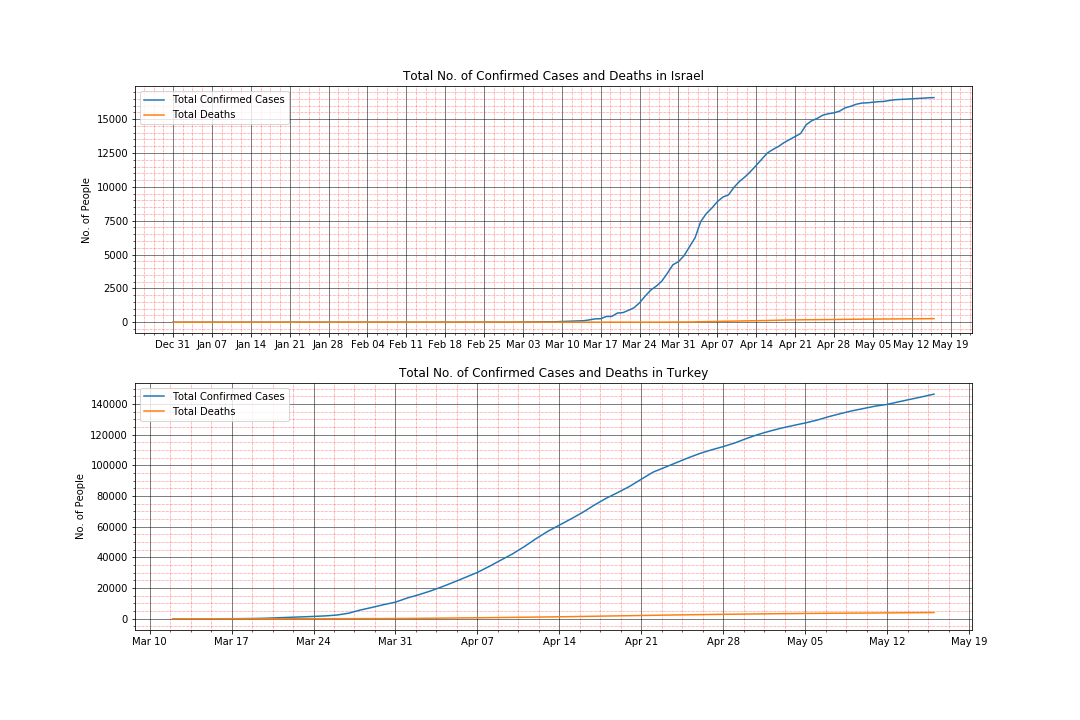 Total No. of Confirmed Cases and Deaths in Israel
Total Confirmed Cases
Total Deaths
No. of People
15000
12500
10000
7500
5000
2500
0
Dec 31 Jan 07 Jan 14 Jan 21 Jan 28 Feb 04 Feb 11 Feb 18 Feb 25 Mar 03 Mar 10 Mar 17 Mar 24 Mar 31 Apr 07 Apr 14 Apr 21 Apr 28 May 05 May 12 May 19
Total No. of Confirmed Cases and Deaths in Turkey
Total Confirmed Cases
Total Deaths
No. of People
140000
120000
100000
80000
60000
40000
20000
0
Mar 10 Mar 17 Mar 24 Mar 31 Apr 07 Apr 14 Apr 21 Apr 28 May 05 May 12 May 19